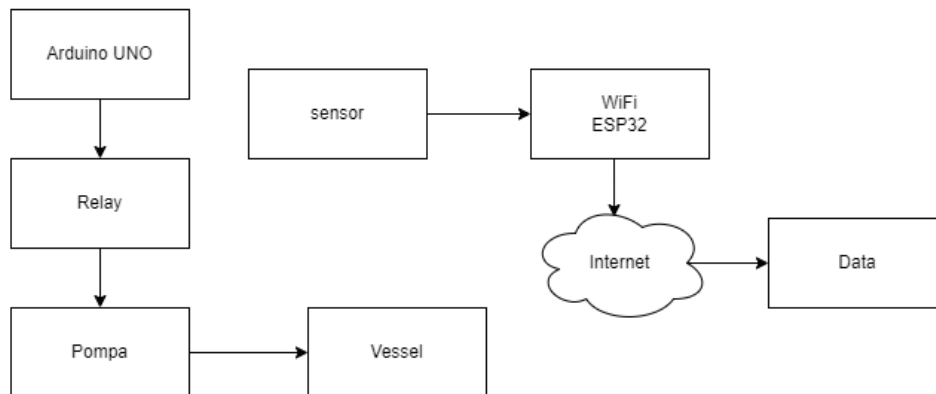 Arduino UNO
sensor
WiFi
ESP32
Relay
Internet
Data
Pompa
Vessel